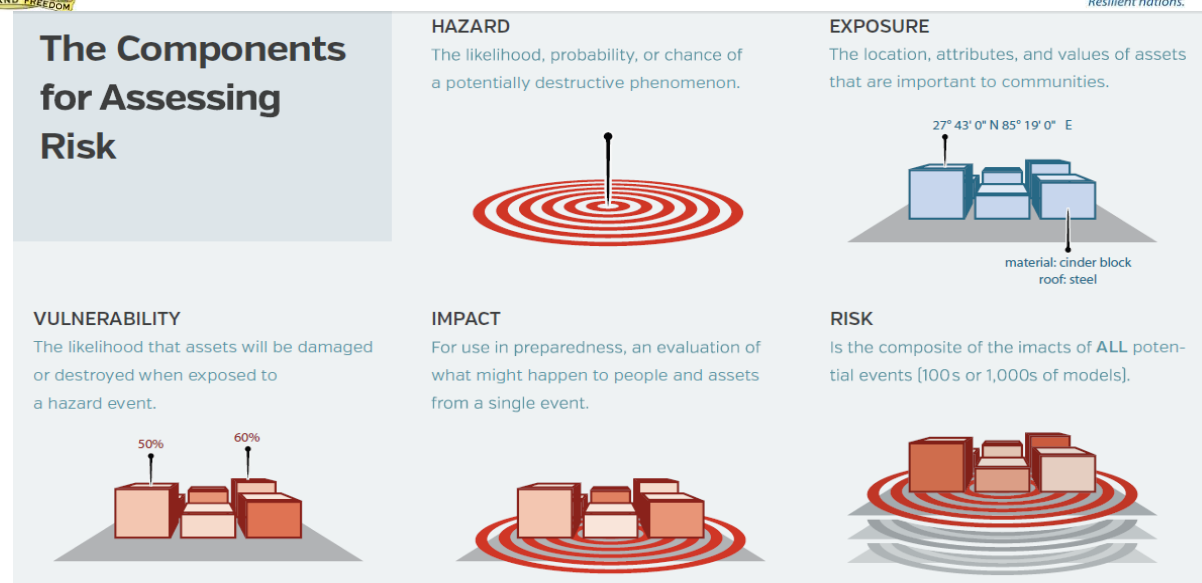 AND FREEDOM
Resilient nations.
The Components
for Assessing
Risk
HAZARD
The likelihood, probability, or chance of
a potentially destructive phenomenon.
EXPOSURE
The location, attributes, and values of assets
that are important to communities.
27° 43' 0" N 85° 19' 0" E
material: cinder block
roof: steel
VULNERABILITY
The likelihood that assets will be damaged
or destroyed when exposed to
a hazard event.
50%
60%
IMPACT
For use in preparedness, an evaluation of
what might happen to people and assets
from a single event.
RISK
Is the composite of the imacts of ALL poten-
tial events (100s or 1,000s of models).